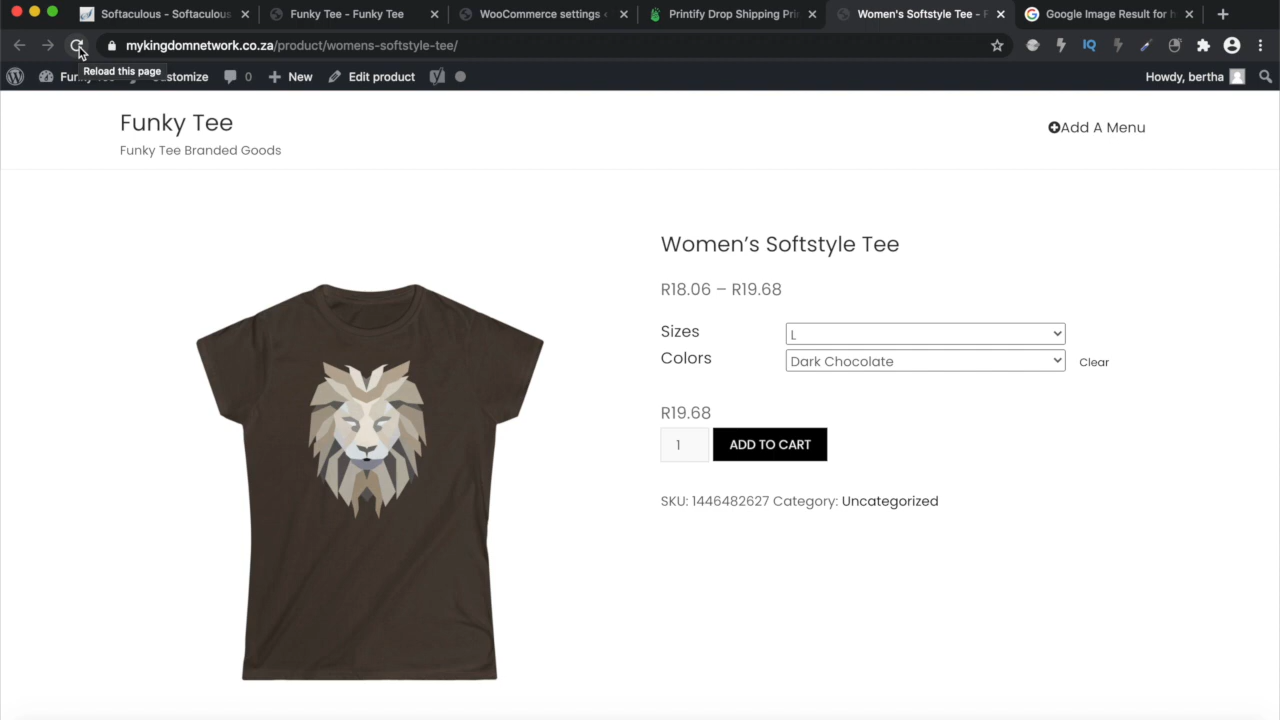 Softaculous - Softaculous
Funky Tee - Funky Tee
WooCommerce settings
Printify Drop Shipping Pri
Women's Softstyle Tee - F
Google Image Result for h
mykingdomnetwork.co.za/product/womens-softstyle-tee/
IQ
Reload this page
0
New
Edit product
Howdy, bertha
Funky Tee
Funky Tee Branded Goods
Add A Menu
Women's Softstyle Tee
R18.06 – R19.68
Sizes
L
Colors
Dark Chocolate
Clear
R19.68
1
ADD TO CART
SKU: 1446482627 Category: Uncategorized